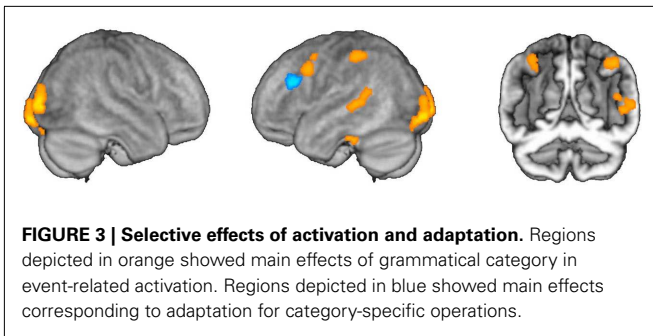 FIGURE 3 | Selective effects of activation and adaptation. Regions
depicted in orange showed main effects of grammatical category in
event-related activation. Regions depicted in blue showed main effects
corresponding to adaptation for category-specific operations.